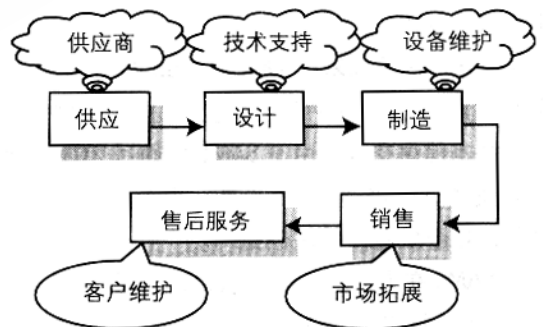 供应商
技术支持
设备维护
供应
设计
制造
售后服务
销售
客户维护
市场拓展